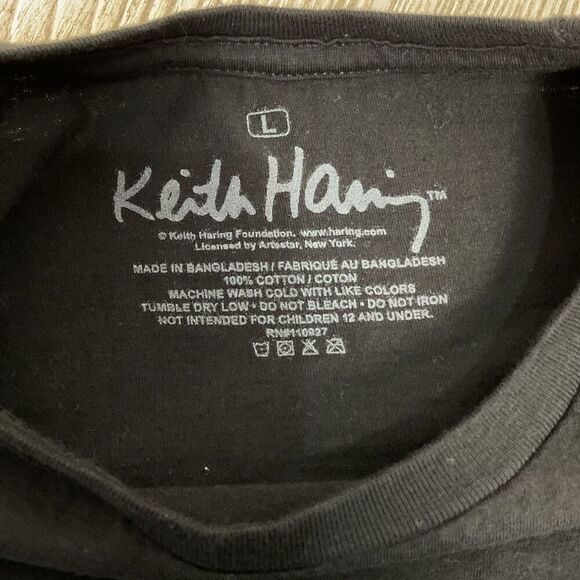 L
Keith Haring™
© Keith Haring Foundation. www.haring.com
Licensed by Artestar, New York.
MADE IN BANGLADESH / FABRIQUÉ AU BANGLADESH
100% COTTON / COTON
MACHINE WASH COLD WITH LIKE COLORS
TUMBLE DRY LOW • DO NOT BLEACH • DO NOT IRON
NOT INTENDED FOR CHILDREN 12 AND UNDER.
RN#110927